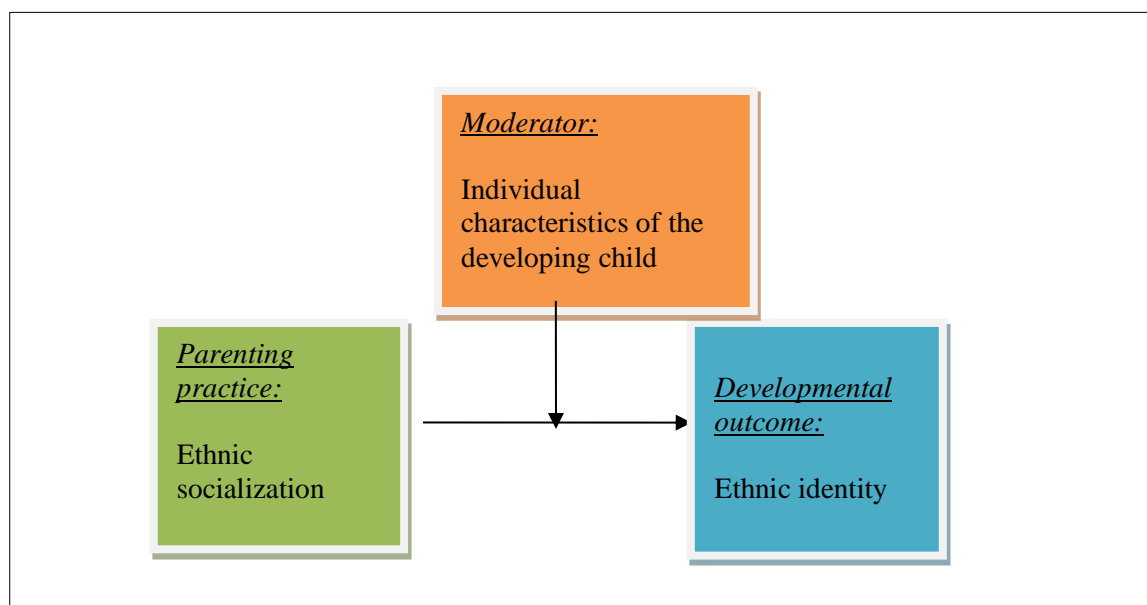 Moderator:
Individual
characteristics of the
developing child
Parenting
practice:
Ethnic
socialization
Developmental
outcome:
Ethnic identity